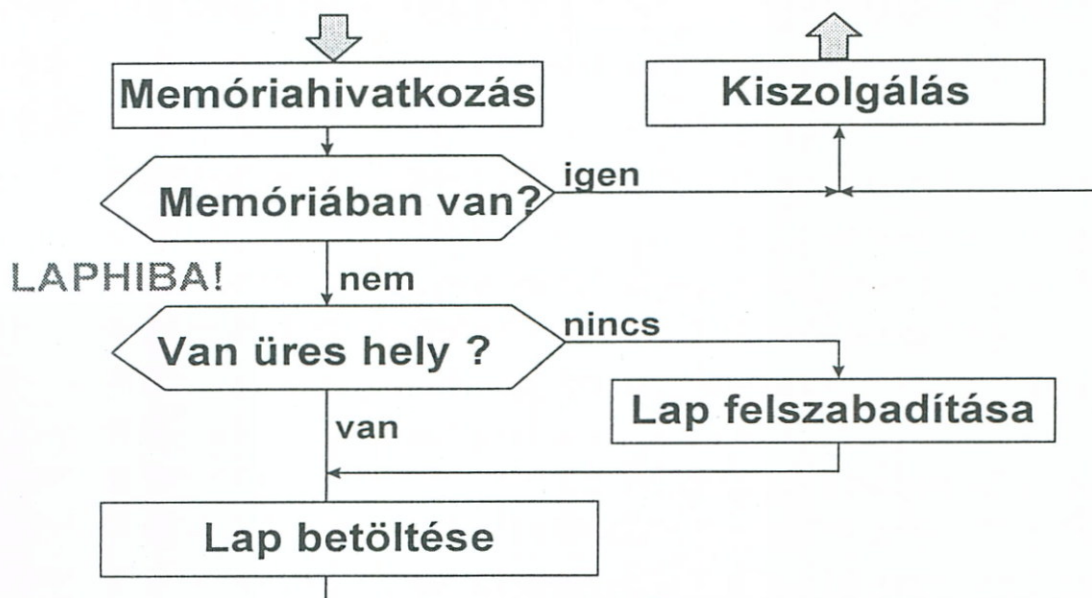 Memóriahivatkozás
Kiszolgálás
Memóriában van?
igen
LAPHIBA!
nem
Van üres hely ?
nincs
Lap felszabadítása
van
Lap betöltése